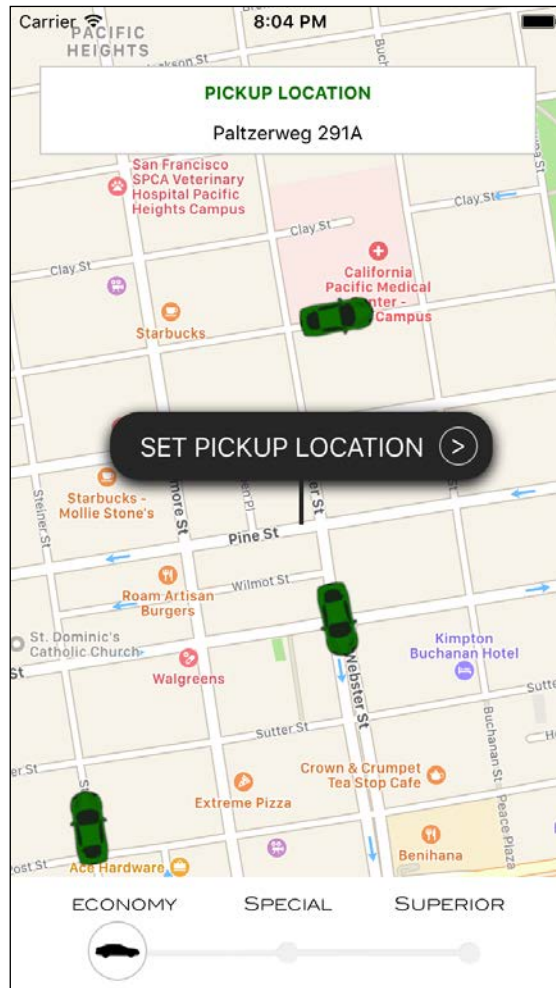 Carrier 8:04 PM
PACIFIC
HEIGHTS
PICKUP LOCATION
Paltzerweg 291A
San Francisco
SPCA Veterinary
Hospital Pacific
Heights Campus
Clay St
Clay St
Clay St
California
Pacific Medical
Campus
Starbucks
SET PICKUP LOCATION >
Steiner St
Starbucks -
Mollie Stone's
Pine St
Wilmot St
Roam Artisan
Burgers
St. Dominic's
Catholic Church
Walgreens
Webster St
Kimpton
Buchanan Hotel
Sutter St
Buchanan St
Peace Plaza
Crown & Crumpet
Tea Stop Cafe
Extreme Pizza
Benihana
Ace Hardware
ECONOMY SPECIAL SUPERIOR